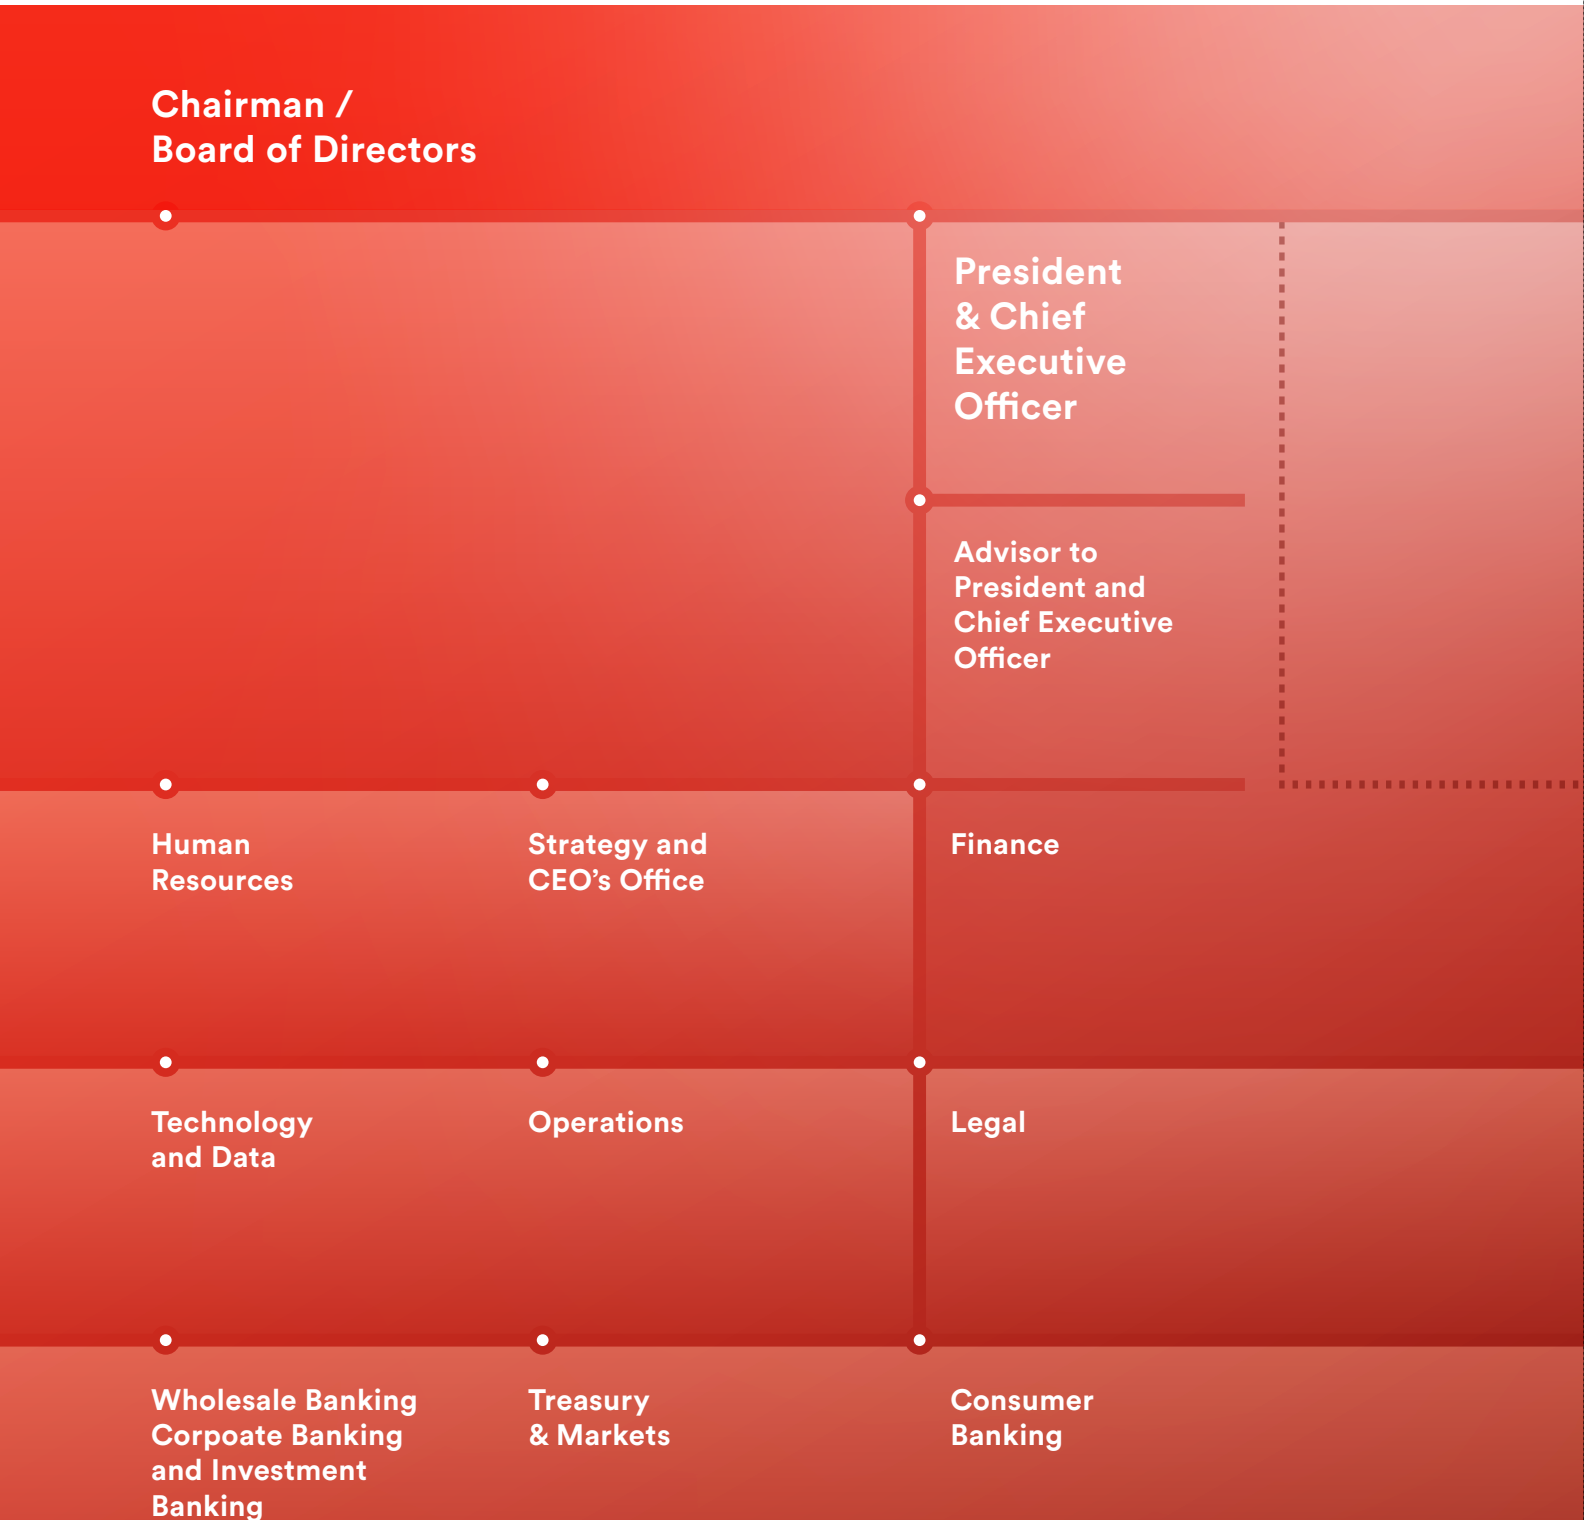 Chairman /
Board of Directors
President
& Chief
Executive
Officer
Advisor to
President and
Chief Executive
Officer
Human
Resources
Strategy and
CEO’s Office
Finance
Technology
and Data
Operations
Legal
Wholesale Banking
Corpoate Banking
and Investment
Banking
Treasury
& Markets
Consumer
Banking